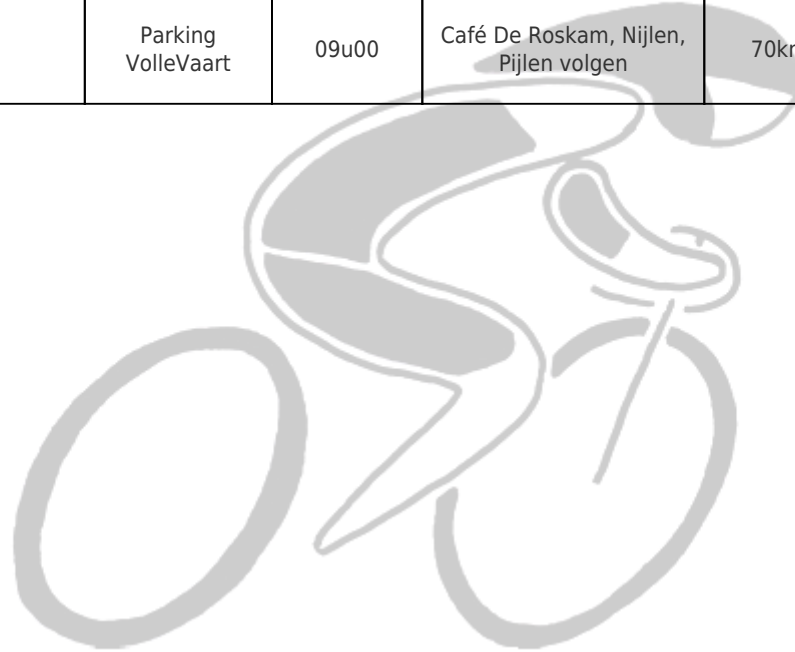 Parking
VolleVaart
09u00
Café De Roskam, Nijlen,
Pijlen volgen